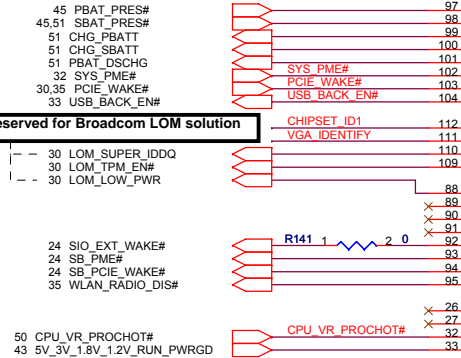 45 PBAT_PRES# 97
45,51 SBAT_PRES# 98
51 CHG_PBATT 99
51 CHG_SBATT 100
51 PBAT_DSCHG 101
32 SYS_PME# SYS_PME# 102
30,35 PCIE_WAKE# PCIE_WAKE# 103
33 USB_BACK_EN# USB_BACK_EN# 104
eserved for Broadcom LOM solution
CHIPSET_ID1 112
VGA_IDENTIFY 111
30 LOM_SUPER_IDDQ 110
30 LOM_TPM_EN# 109
30 LOM_LOW_PWR 88
89
90
91
24 SIO_EXT_WAKE# R141 1 2 0 92
24 SB_PME# 93
24 SB_PCIE_WAKE# 94
35 WLAN_RADIO_DIS# 95
26
27
50 CPU_VR_PROCHOT# CPU_VR_PROCHOT# 32
43 5V_3V_1.8V_1.2V_RUN_PWRGD 33